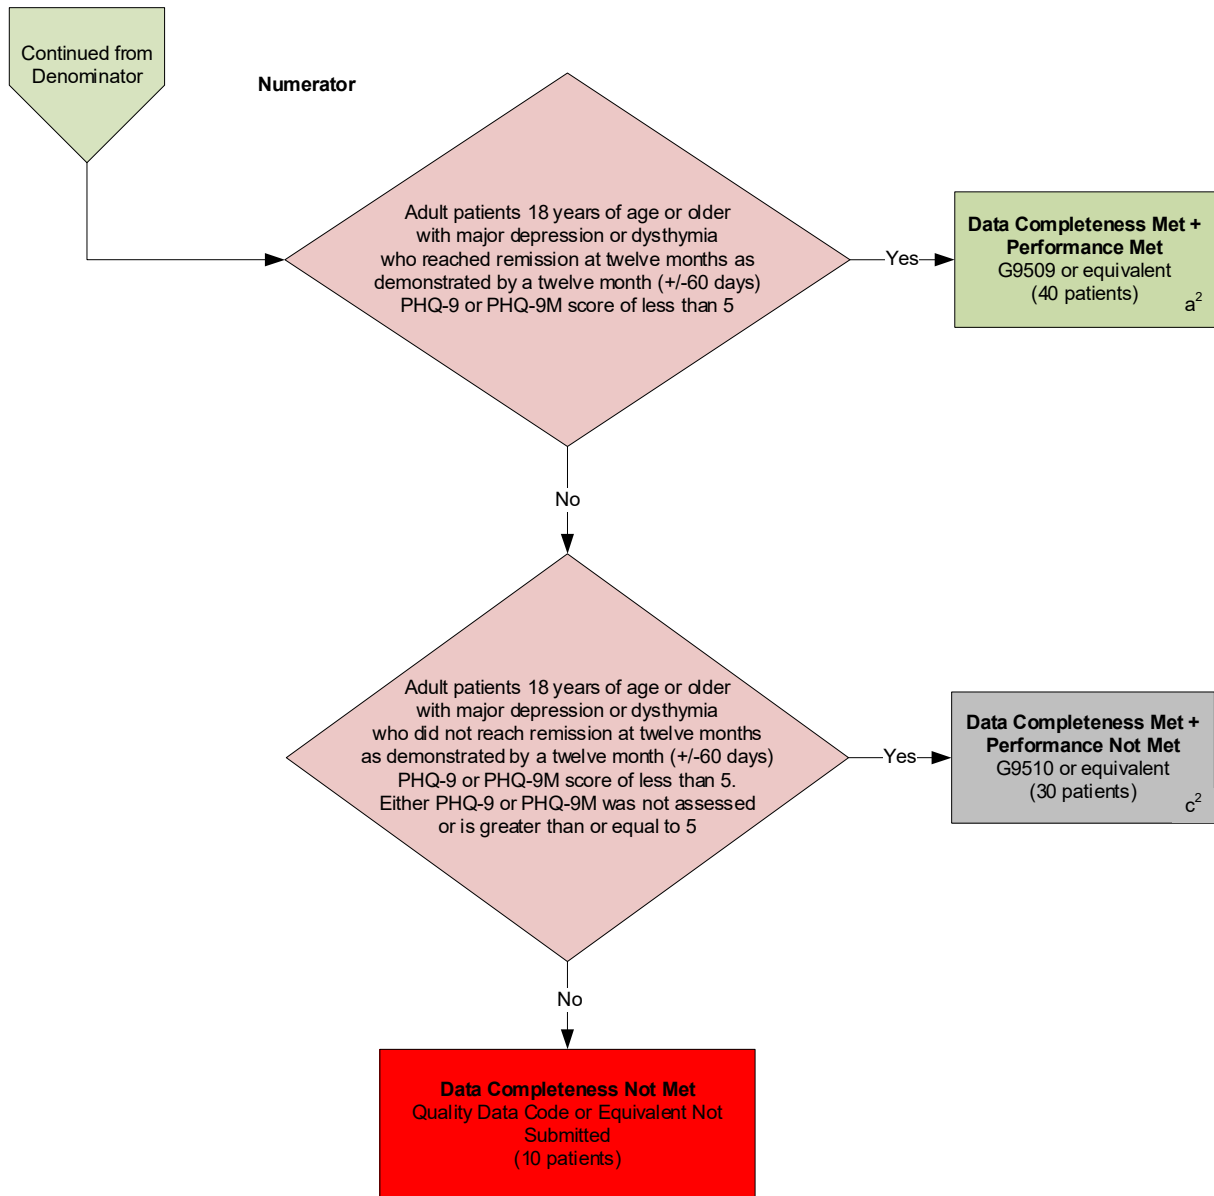 Continued from
Denominator
Numerator
Adult patients 18 years of age or older
with major depression or dysthymia
who reached remission at twelve months as
demonstrated by a twelve month (+/-60 days)
PHQ-9 or PHQ-9M score of less than 5
Yes
Data Completeness Met +
Performance Met
G9509 or equivalent
(40 patients)
a²
No
Adult patients 18 years of age or older
with major depression or dysthymia
who did not reach remission at twelve months
as demonstrated by a twelve month (+/-60 days)
PHQ-9 or PHQ-9M score of less than 5.
Either PHQ-9 or PHQ-9M was not assessed
or is greater than or equal to 5
Yes
Data Completeness Met +
Performance Not Met
G9510 or equivalent
(30 patients)
c²
No
Data Completeness Not Met
Quality Data Code or Equivalent Not
Submitted
(10 patients)